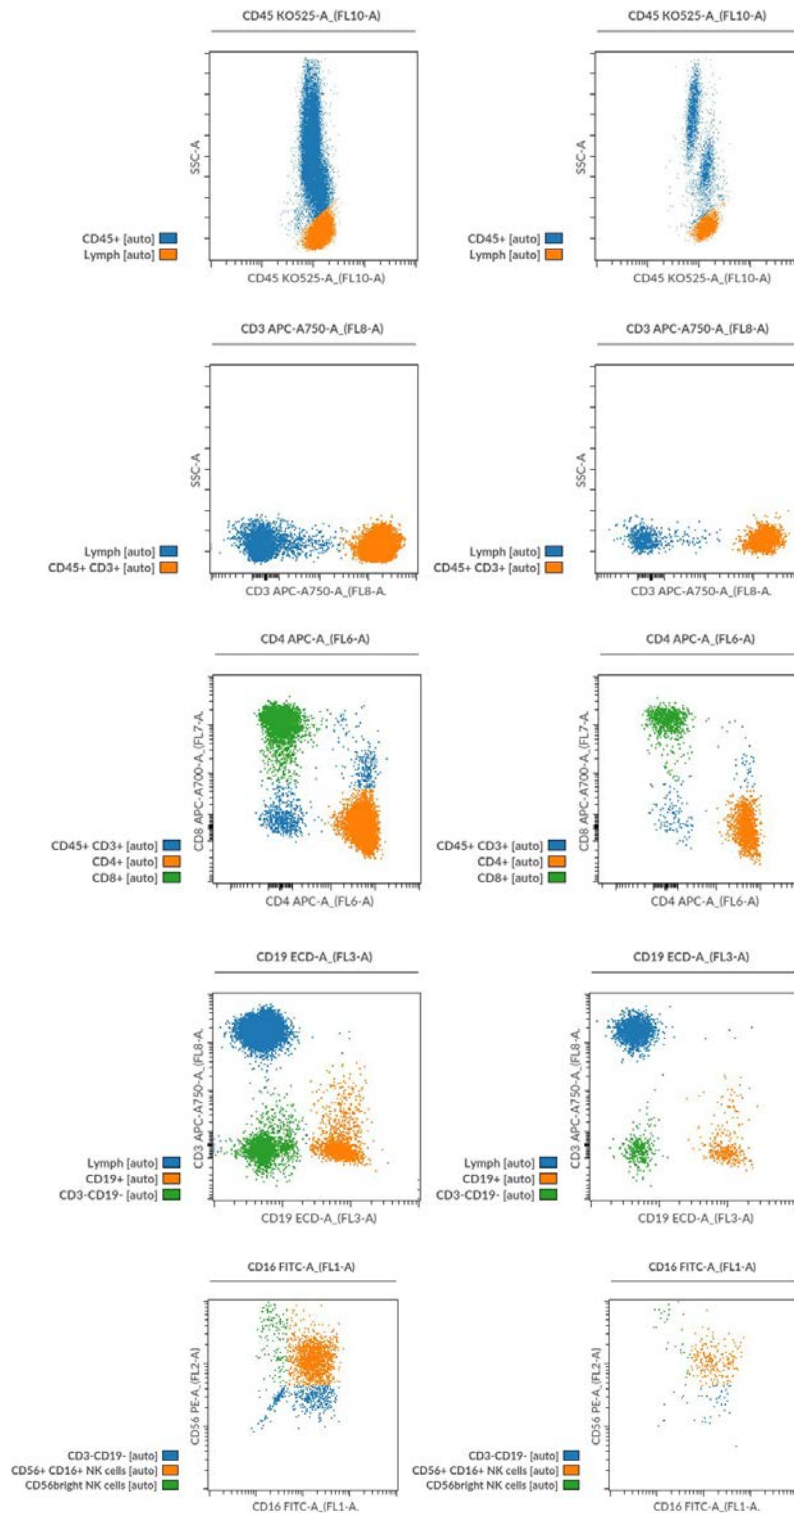 CD45 KO525-A_(FL10-A)
CD45 KO525-A_(FL10-A)
SSC-A
SSC-A
CD45+ [auto]
Lymph [auto]
CD45+ [auto]
Lymph [auto]
CD45 KO525-A_(FL10-A)
CD45 KO525-A_(FL10-A)
CD3 APC-A750-A_(FL8-A)
CD3 APC-A750-A_(FL8-A)
SSC-A
SSC-A
Lymph [auto]
CD45+ CD3+ [auto]
Lymph [auto]
CD45+ CD3+ [auto]
CD3 APC-A750-A_(FL8-A.
CD3 APC-A750-A_(FL8-A.
CD4 APC-A_(FL6-A)
CD4 APC-A_(FL6-A)
CD8 APC-A700-A_(FL7-A.
CD8 APC-A700-A_(FL7-A.
CD45+ CD3+ [auto]
CD4+ [auto]
CD8+ [auto]
CD45+ CD3+ [auto]
CD4+ [auto]
CD8+ [auto]
CD4 APC-A_(FL6-A)
CD4 APC-A_(FL6-A)
CD19 ECD-A_(FL3-A)
CD19 ECD-A_(FL3-A)
CD3 APC-A750-A_(FL8-A.
CD3 APC-A750-A_(FL8-A.
Lymph [auto]
CD19+ [auto]
CD3-CD19- [auto]
Lymph [auto]
CD19+ [auto]
CD3-CD19- [auto]
CD19 ECD-A_(FL3-A)
CD19 ECD-A_(FL3-A)
CD16 FITC-A_(FL1-A)
CD16 FITC-A_(FL1-A)
CD56 PE-A_(FL2-A)
CD56 PE-A_(FL2-A)
CD3-CD19- [auto]
CD56+ CD16+ NK cells [auto]
CD56bright NK cells [auto]
CD3-CD19- [auto]
CD56+ CD16+ NK cells [auto]
CD56bright NK cells [auto]
CD16 FITC-A_(FL1-A.
CD16 FITC-A_(FL1-A.